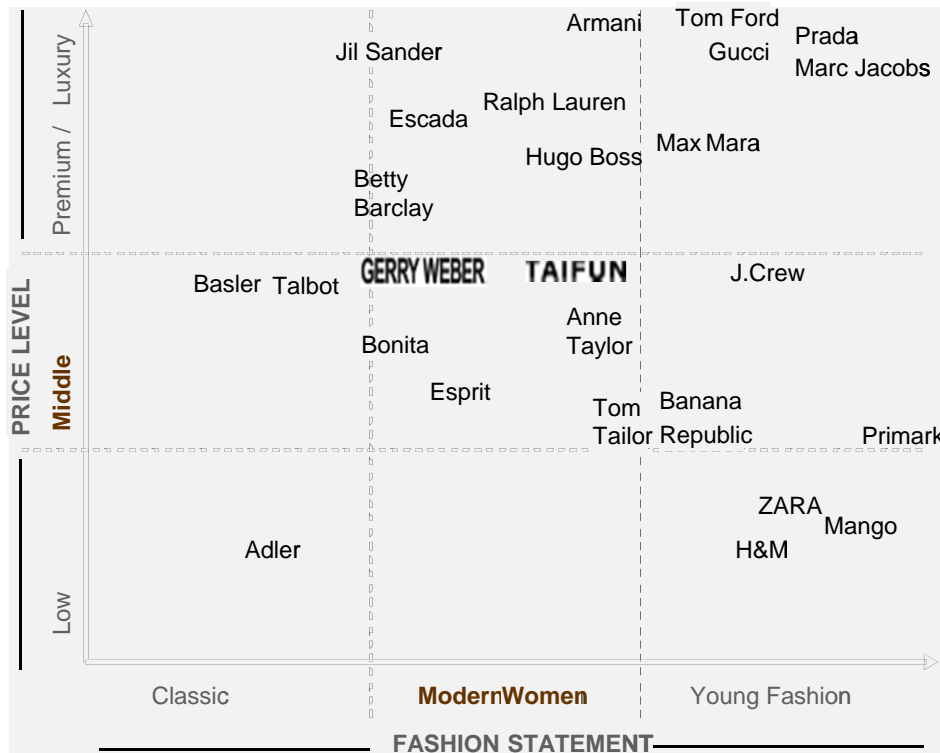 Armani
Tom Ford
Prada
Jil Sander
Gucci
Marc Jacobs
Ralph Lauren
Escada
Hugo Boss
Max Mara
Betty
Barclay
Basler
Talbot
GERRY WEBER
TAIFUN
J.Crew
Anne
Taylor
Bonita
Esprit
Tom
Tailor
Banana
Republic
Primark
ZARA
Mango
Adler
H&M
Premium / Luxury
PRICE LEVEL
Middle
Low
Classic
ModernWomen
Young Fashion
FASHION STATEMENT